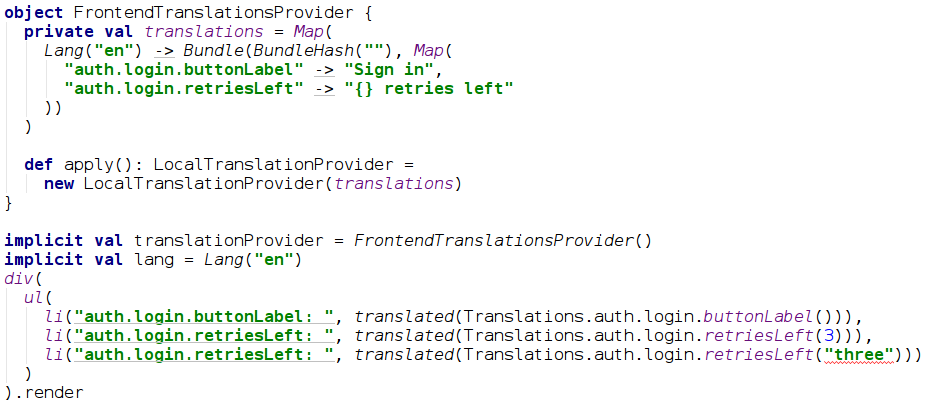 object FrontendTranslationsProvider {
  private val translations = Map(
    Lang("en") -> Bundle(BundleHash(""), Map(
      "auth.login.buttonLabel" -> "Sign in",
      "auth.login.retriesLeft" -> "{} retries left"
    ))
  )

  def apply(): LocalTranslationProvider =
    new LocalTranslationProvider(translations)
}

implicit val translationProvider = FrontendTranslationsProvider()
implicit val lang = Lang("en")
div(
  ul(
    li("auth.login.buttonLabel: ", translated(Translations.auth.login.buttonLabel())),
    li("auth.login.retriesLeft: ", translated(Translations.auth.login.retriesLeft(3))),
    li("auth.login.retriesLeft: ", translated(Translations.auth.login.retriesLeft("three")))
  )
).render